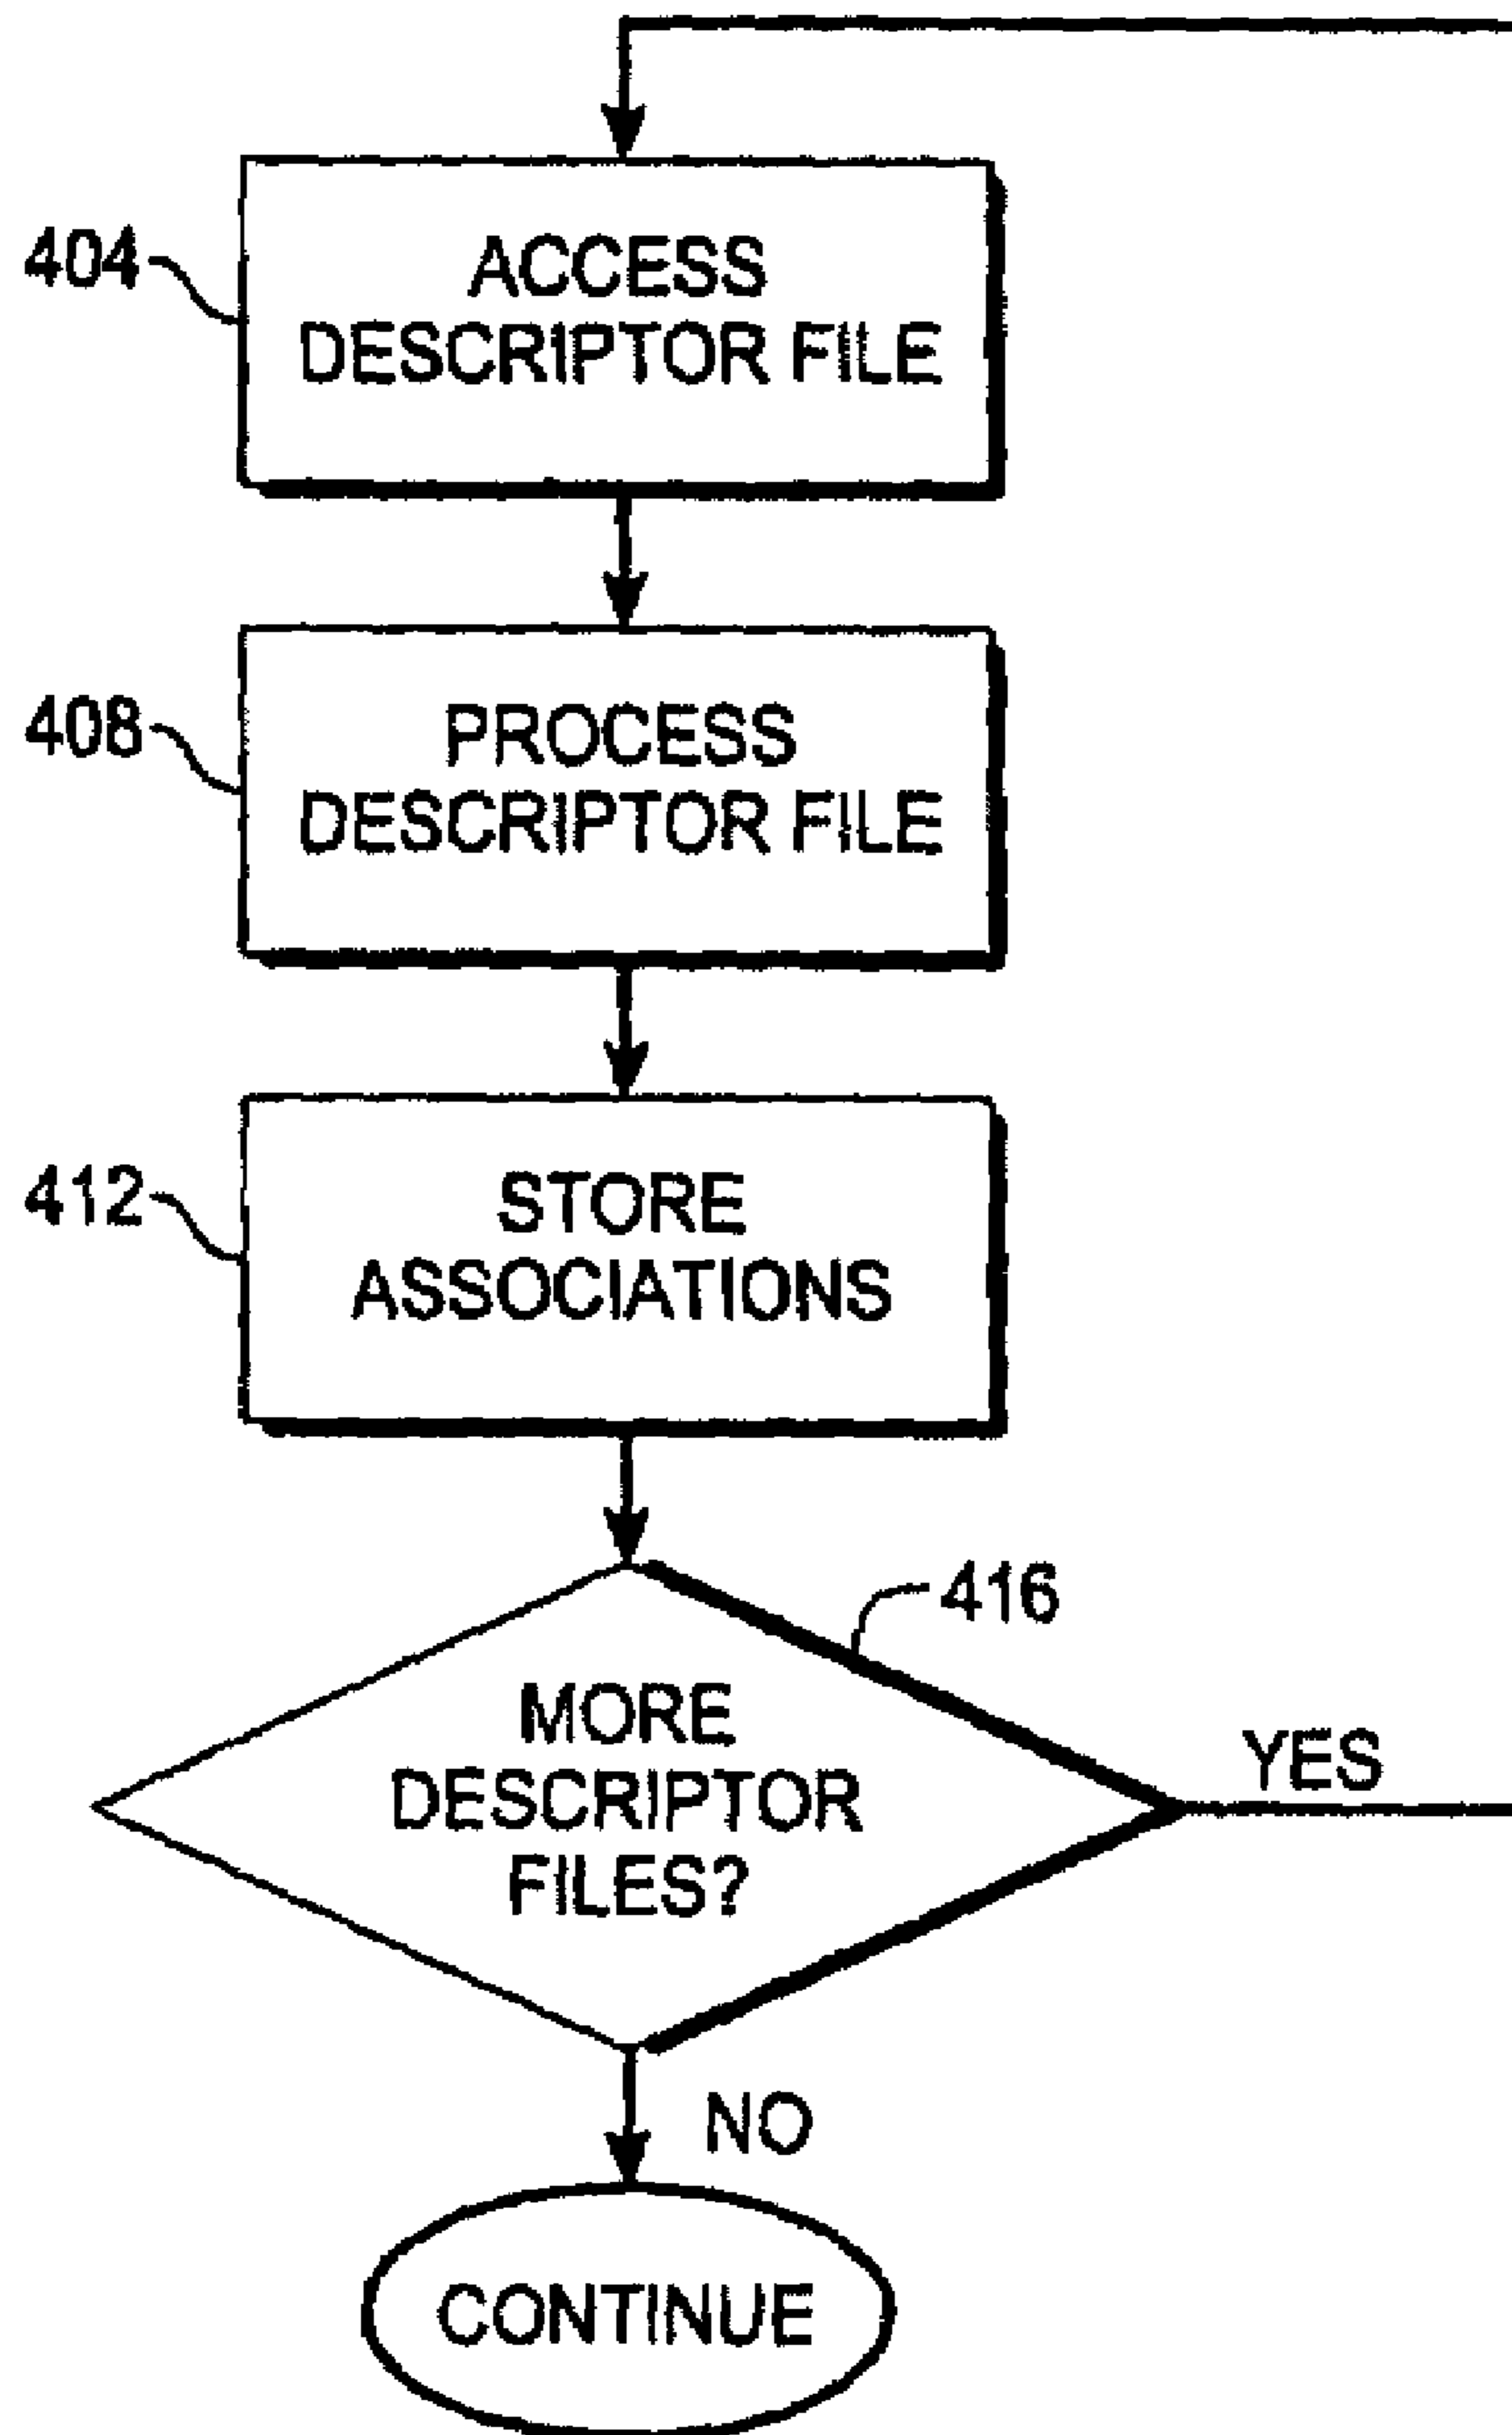 404
ACCESS
DESCRIPTOR FILE
408
PROCESS
DESCRIPTOR FILE
412
STORE
ASSOCIATIONS
416
MORE
DESCRIPTOR
FILES?
YES
NO
CONTINUE